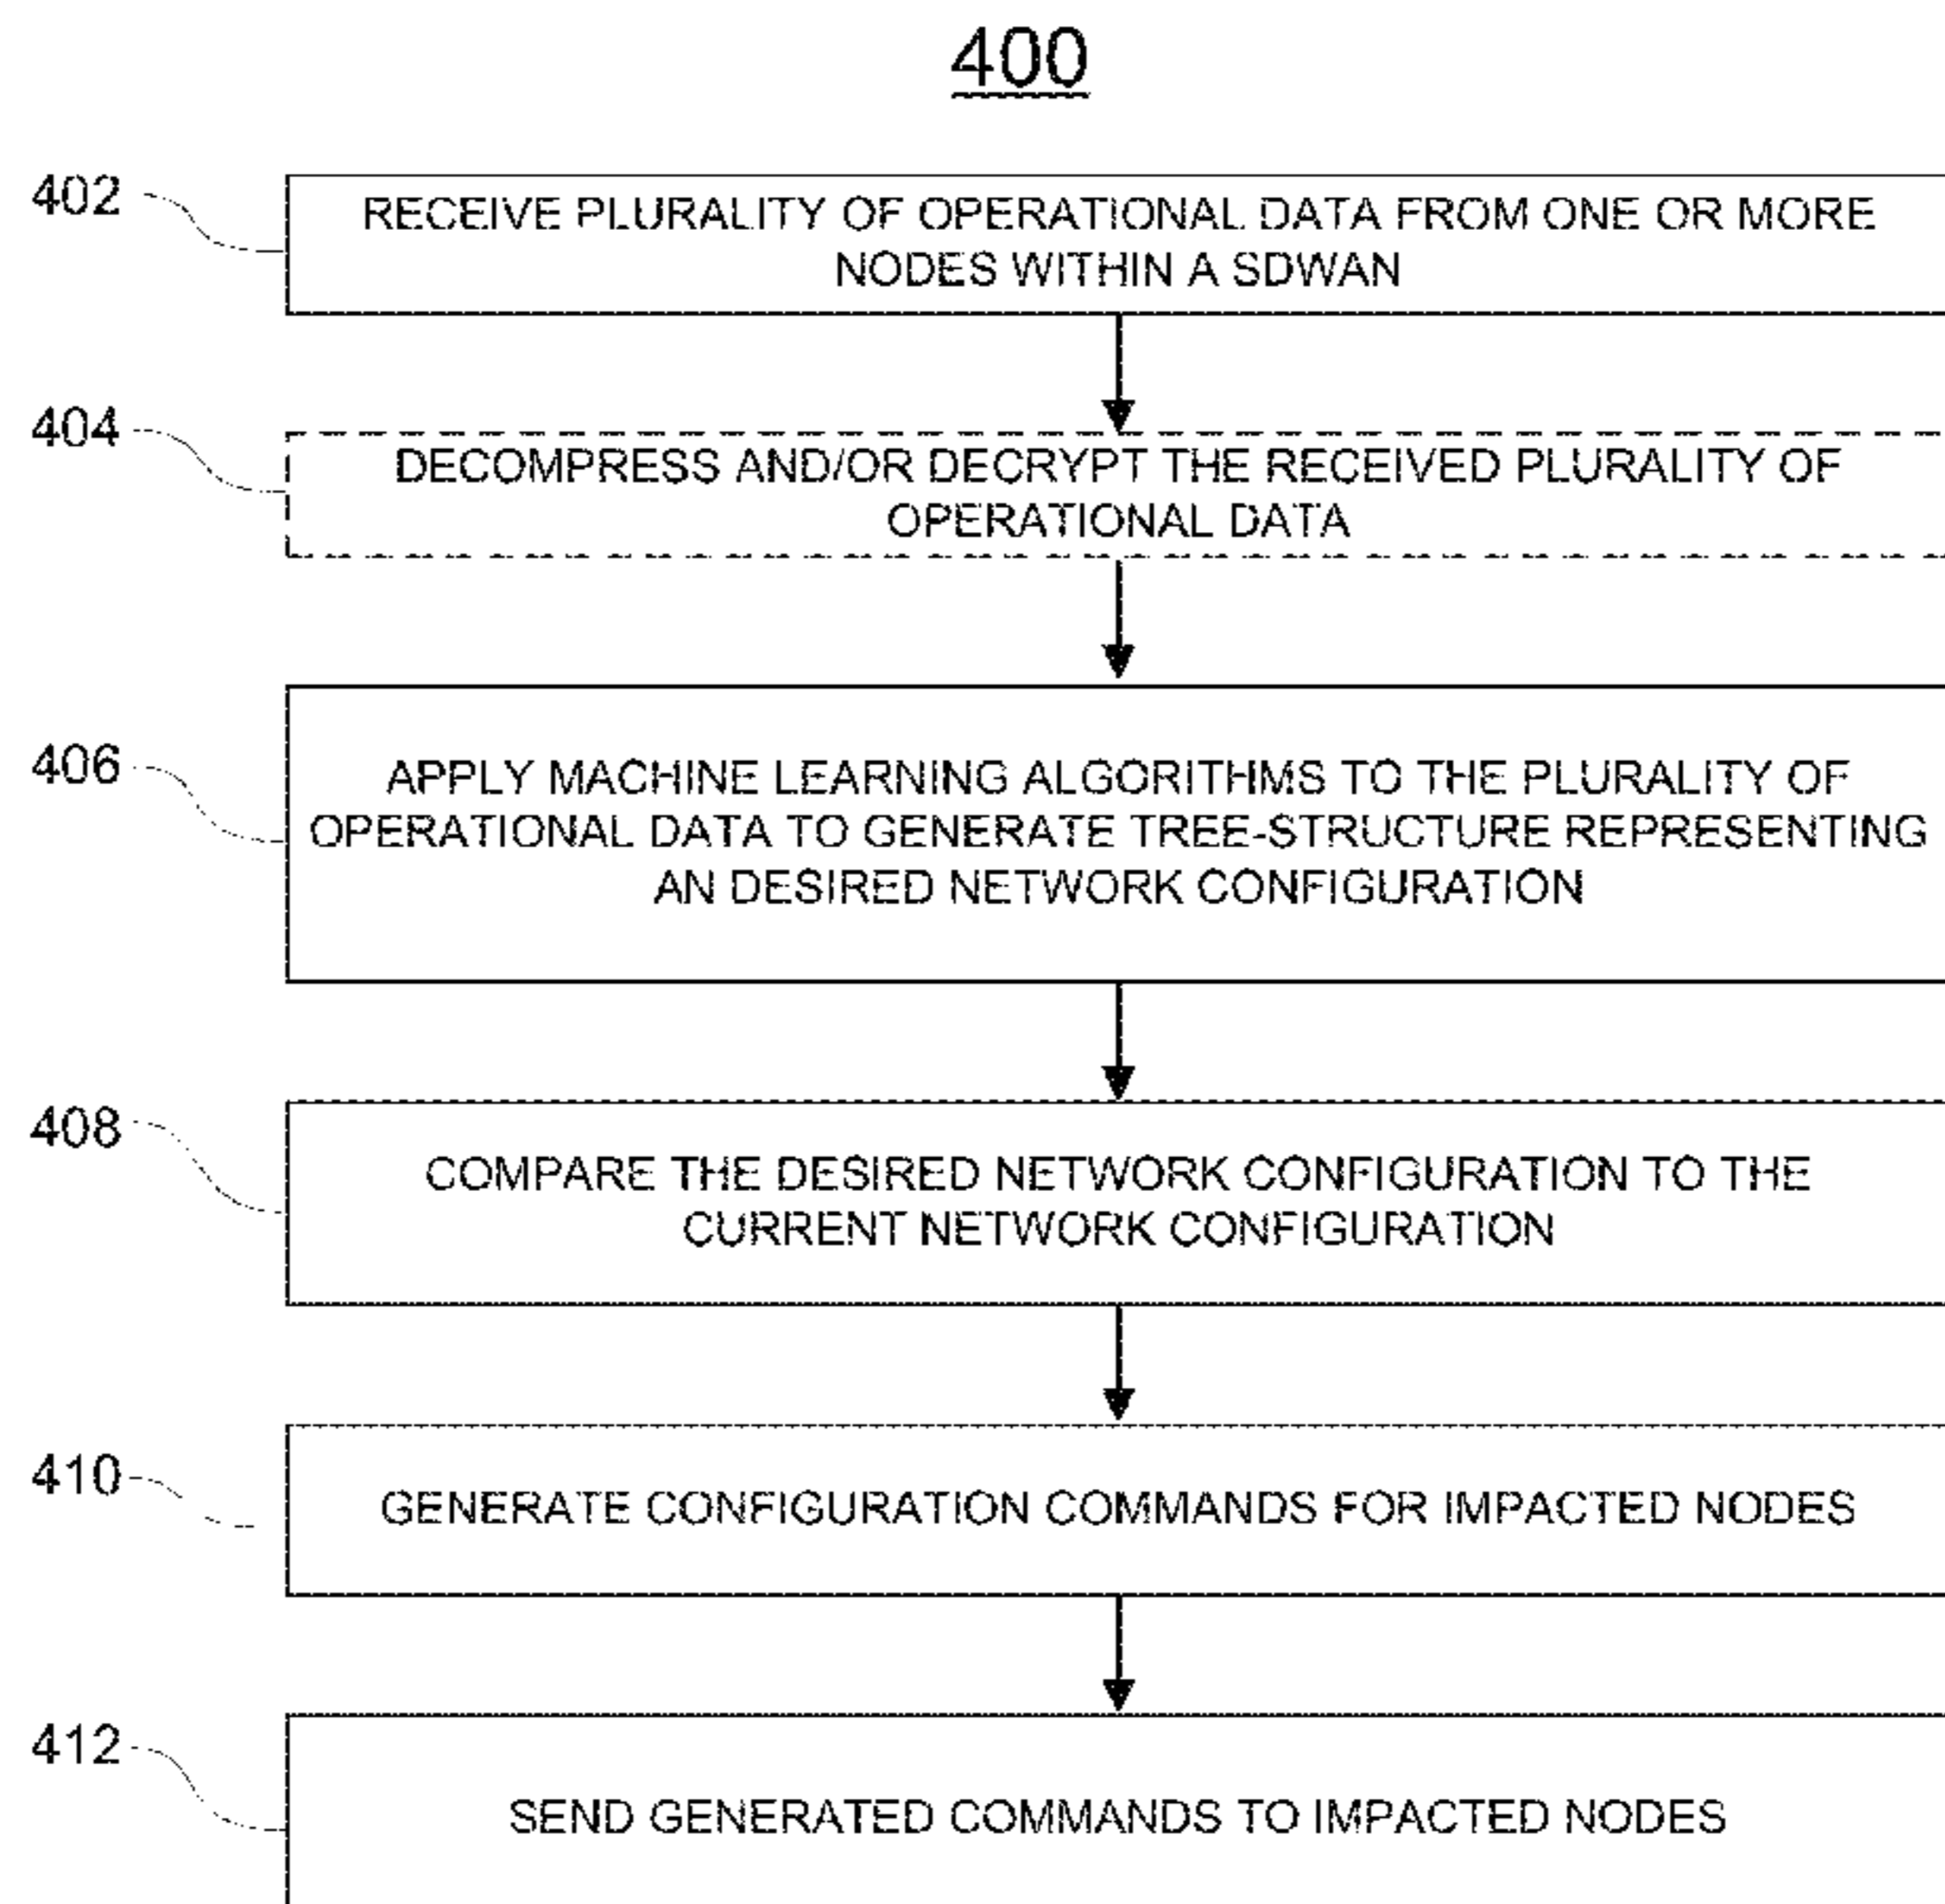 400
402
RECEIVE PLURALITY OF OPERATIONAL DATA FROM ONE OR MORE
NODES WITHIN A SDWAN
404
DECOMPRESS AND/OR DECRYPT THE RECEIVED PLURALITY OF
OPERATIONAL DATA
406
APPLY MACHINE LEARNING ALGORITHMS TO THE PLURALITY OF
OPERATIONAL DATA TO GENERATE TREE-STRUCTURE REPRESENTING
AN DESIRED NETWORK CONFIGURATION
408
COMPARE THE DESIRED NETWORK CONFIGURATION TO THE
CURRENT NETWORK CONFIGURATION
410
GENERATE CONFIGURATION COMMANDS FOR IMPACTED NODES
412
SEND GENERATED COMMANDS TO IMPACTED NODES